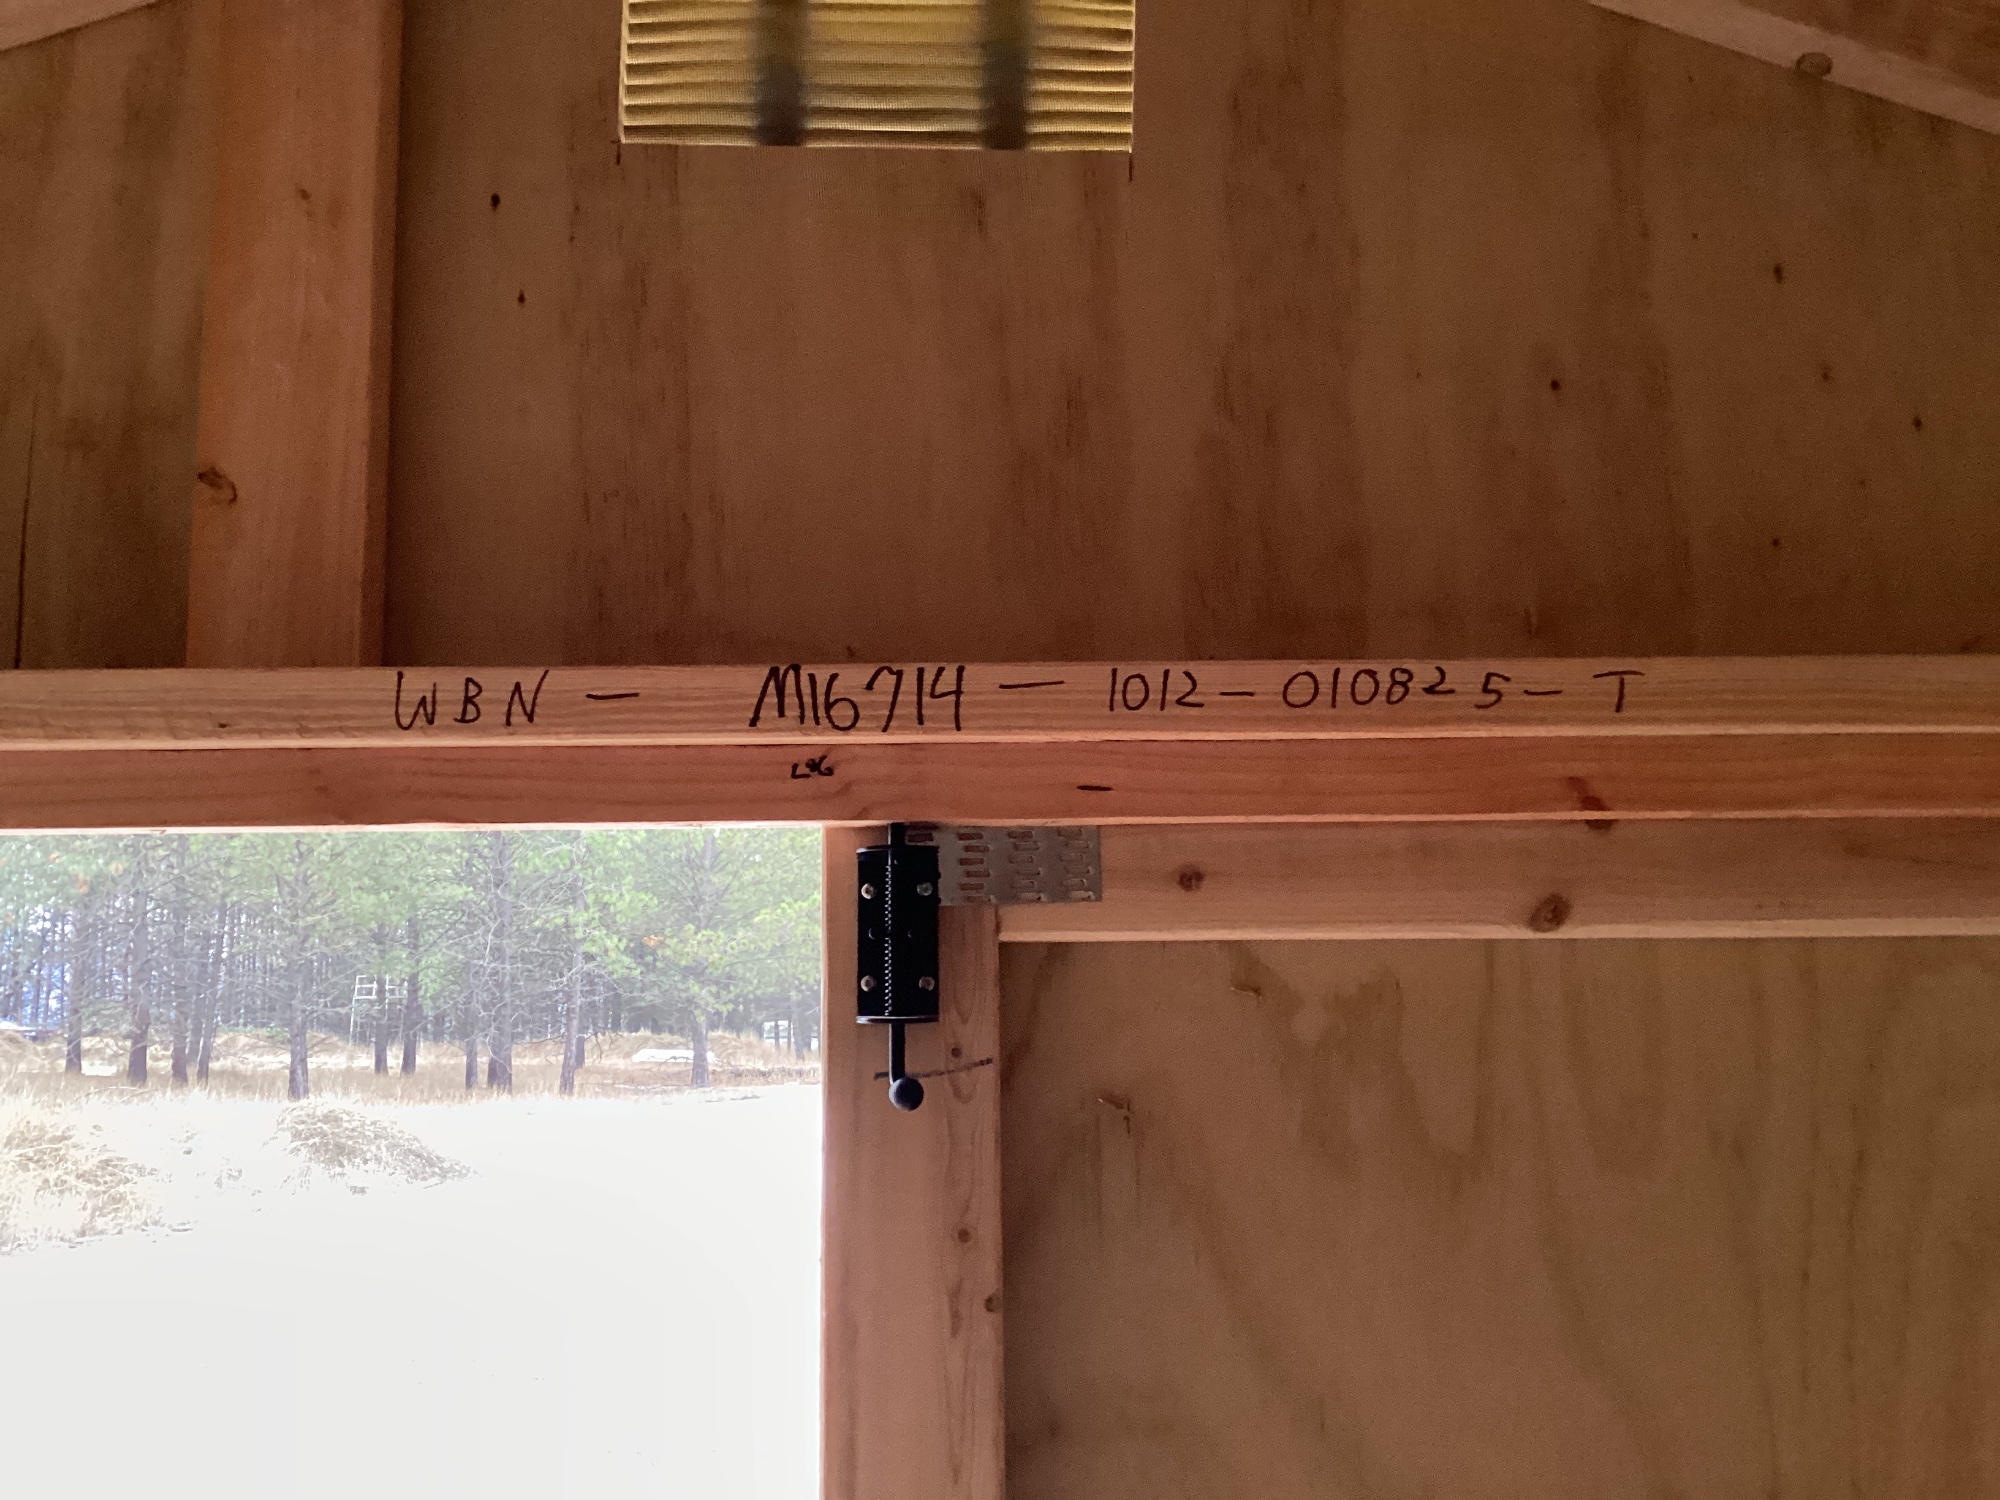 WBN — M16714 — 1012 – 010825 – T